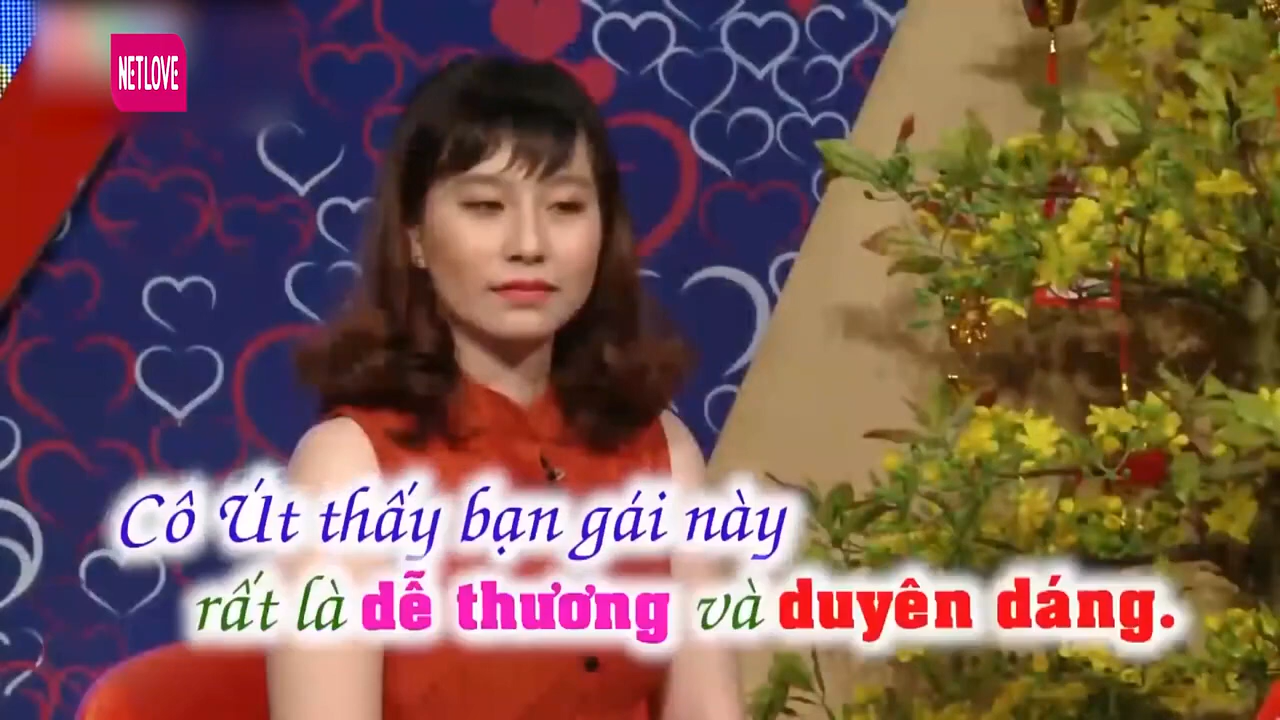 NETLOVE
Cô Út thấy bạn gái này
rất là dễ thương và duyên dáng.